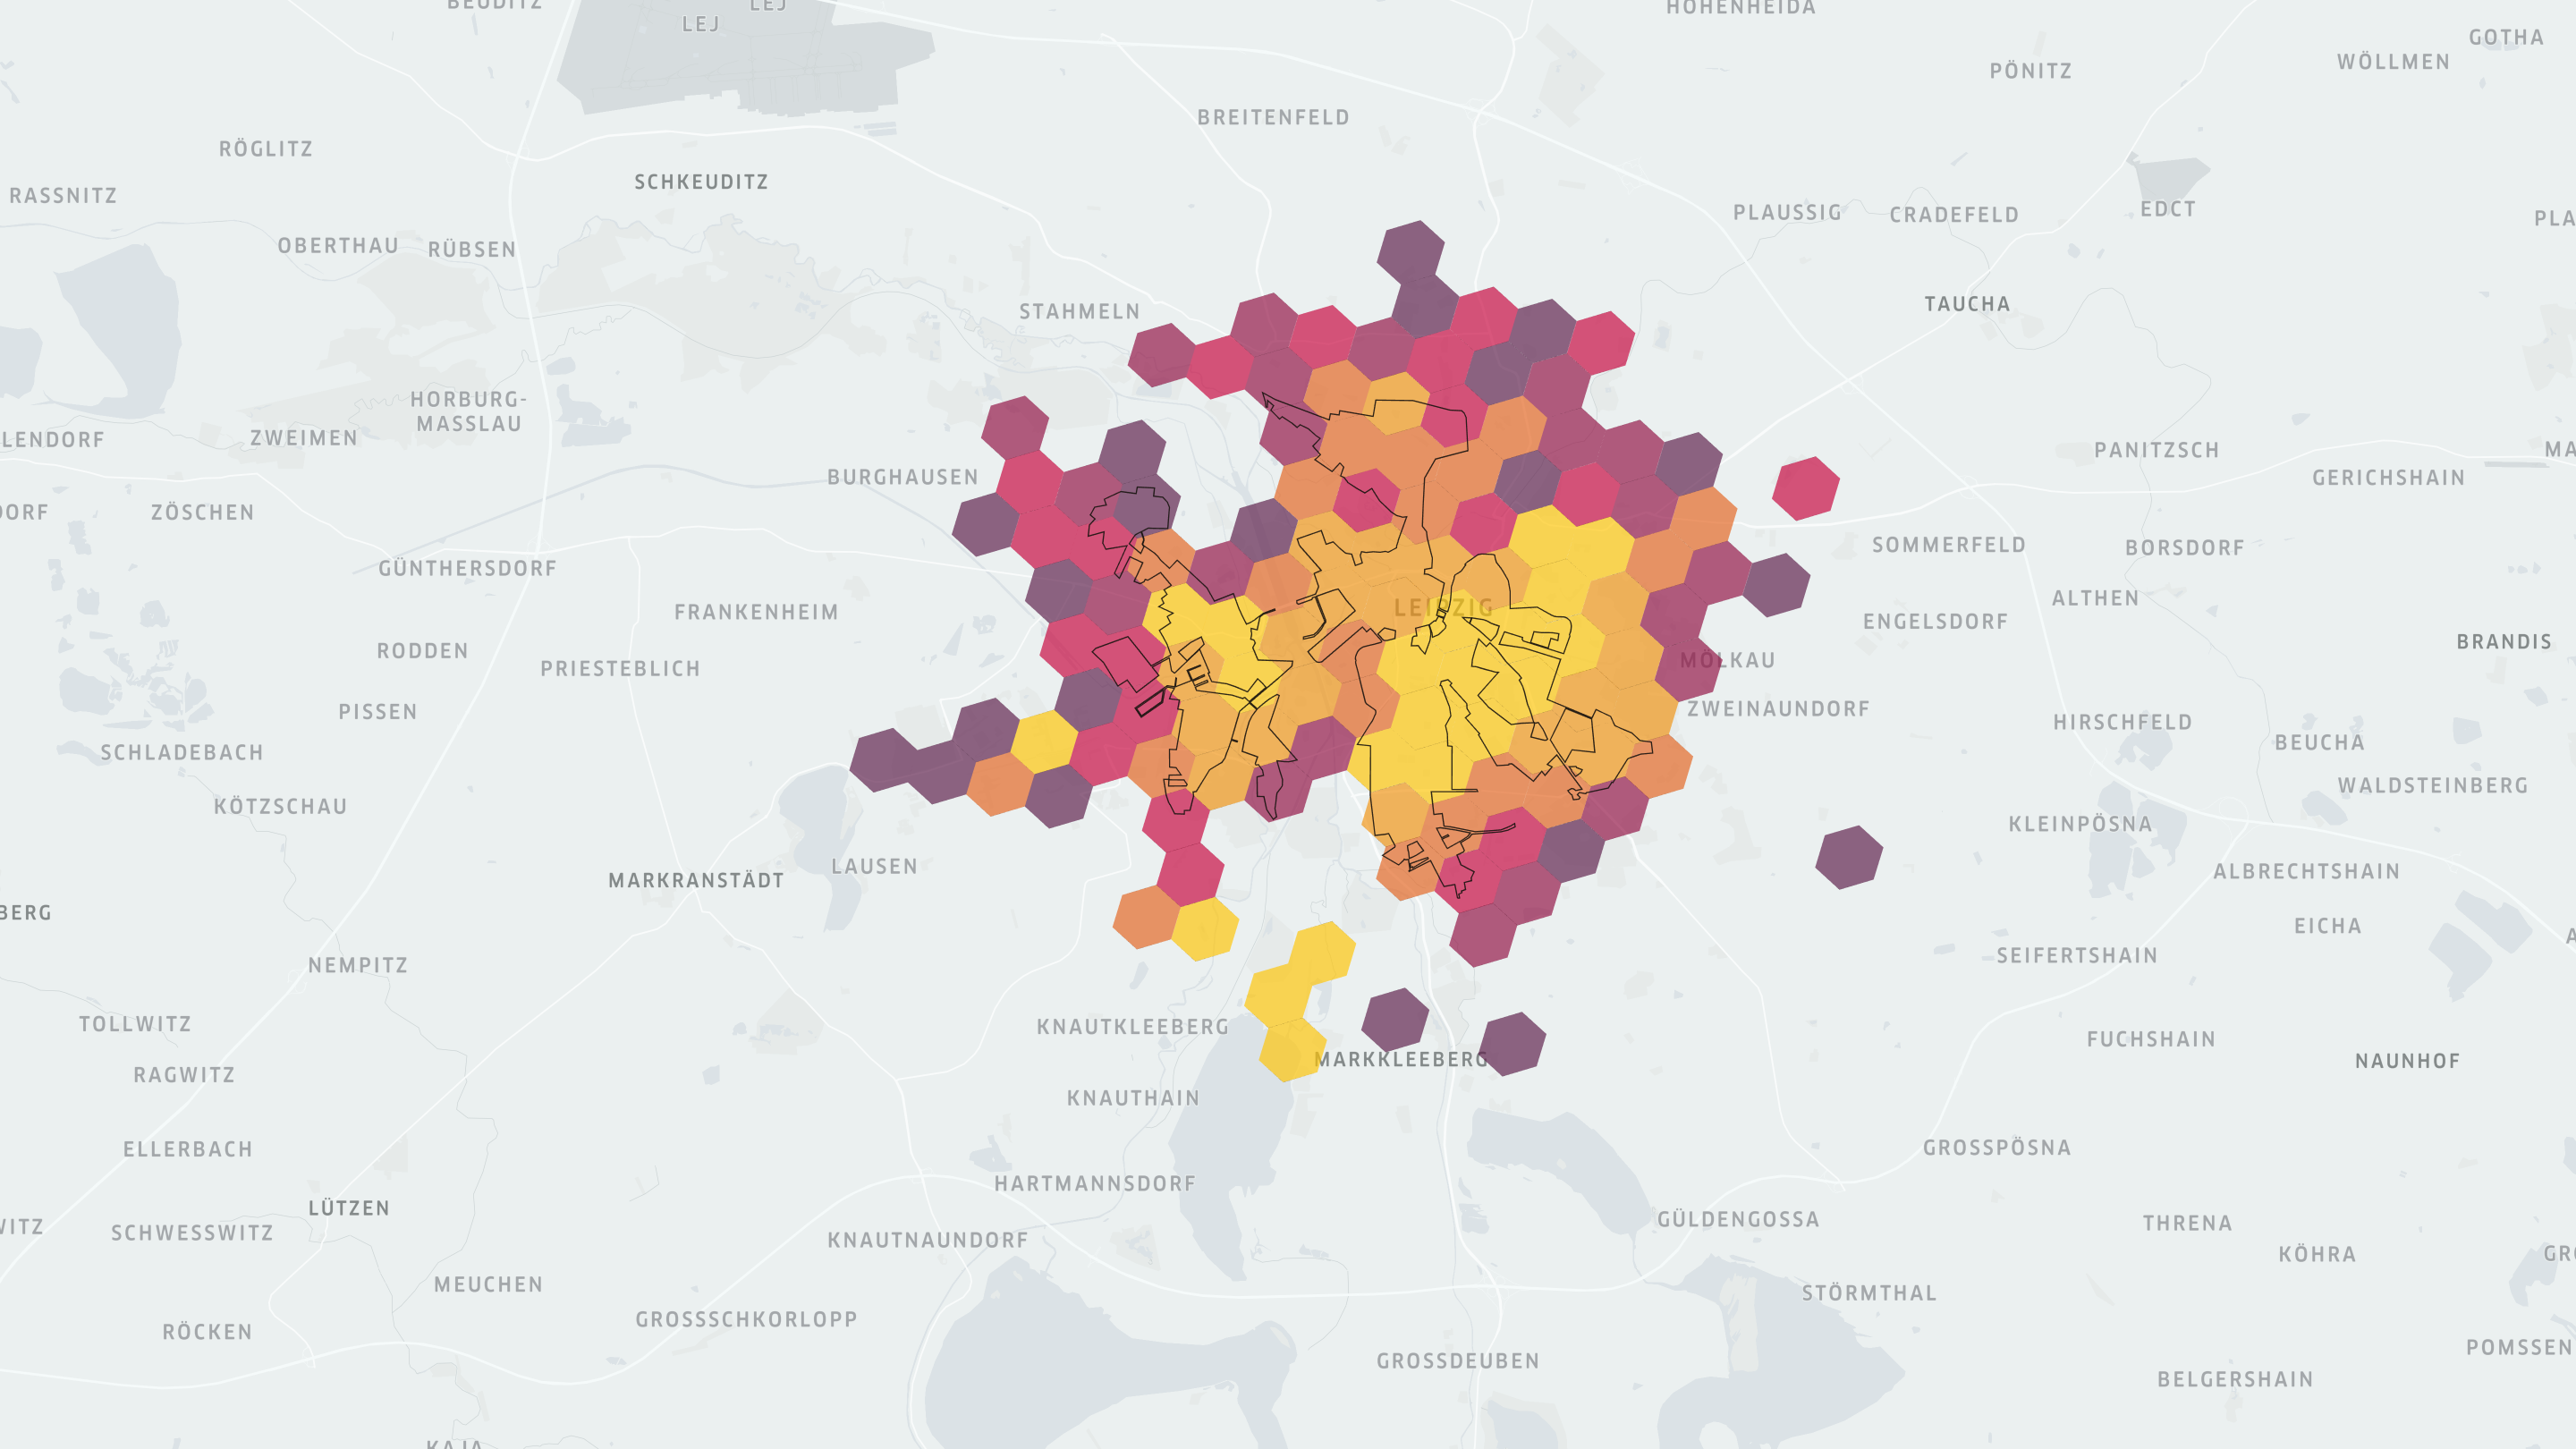 BEUDITZ
LEJ
LEJ
HOHENHEIDA
GOTHA
WÖLLMEN
PÖNITZ
BREITENFELD
RÖGLITZ
SCHKEUDITZ
RASSNITZ
PLAUSSIG
CRADEFELD
EDCT
PLA
OBERTHAU
RÜBSEN
STAHMELN
TAUCHA
HORBURG-
MASSLAU
LENDORF
ZWEIMEN
PANITZSCH
MA
BURGHAUSEN
GERICHSHAIN
DORF
ZÖSCHEN
SOMMERFELD
BORSDORF
GÜNTHERSDORF
FRANKENHEIM
LEIPZIG
ALTHEN
ENGELSDORF
BRANDIS
RODDEN
PRIESTEBLICH
MÖLKAU
PISSEN
ZWEINAUNDORF
HIRSCHFELD
BEUCHA
SCHLADEBACH
WALDSTEINBERG
KÖTZSCHAU
KLEINPÖSNA
LAUSEN
ALBRECHTSHAIN
MARKRANSTÄDT
BERG
EICHA
A
SEIFERTSHAIN
NEMPITZ
TOLLWITZ
KNAUTKLEEBERG
FUCHSHAIN
MARKKLEEBERG
NAUNHOF
RAGWITZ
KNAUTHAIN
ELLERBACH
GROSSPÖSNA
HARTMANNSDORF
LÜTZEN
GÜLDENGOSSA
THRENA
WITZ
SCHWESSWITZ
KNAUTNAUNDORF
KÖHRA
GR
MEUCHEN
STÖRMTHAL
GROSSSCHKORLOPP
RÖCKEN
POMSSEN
GROSSDEUBEN
BELGERSHAIN
KAJA